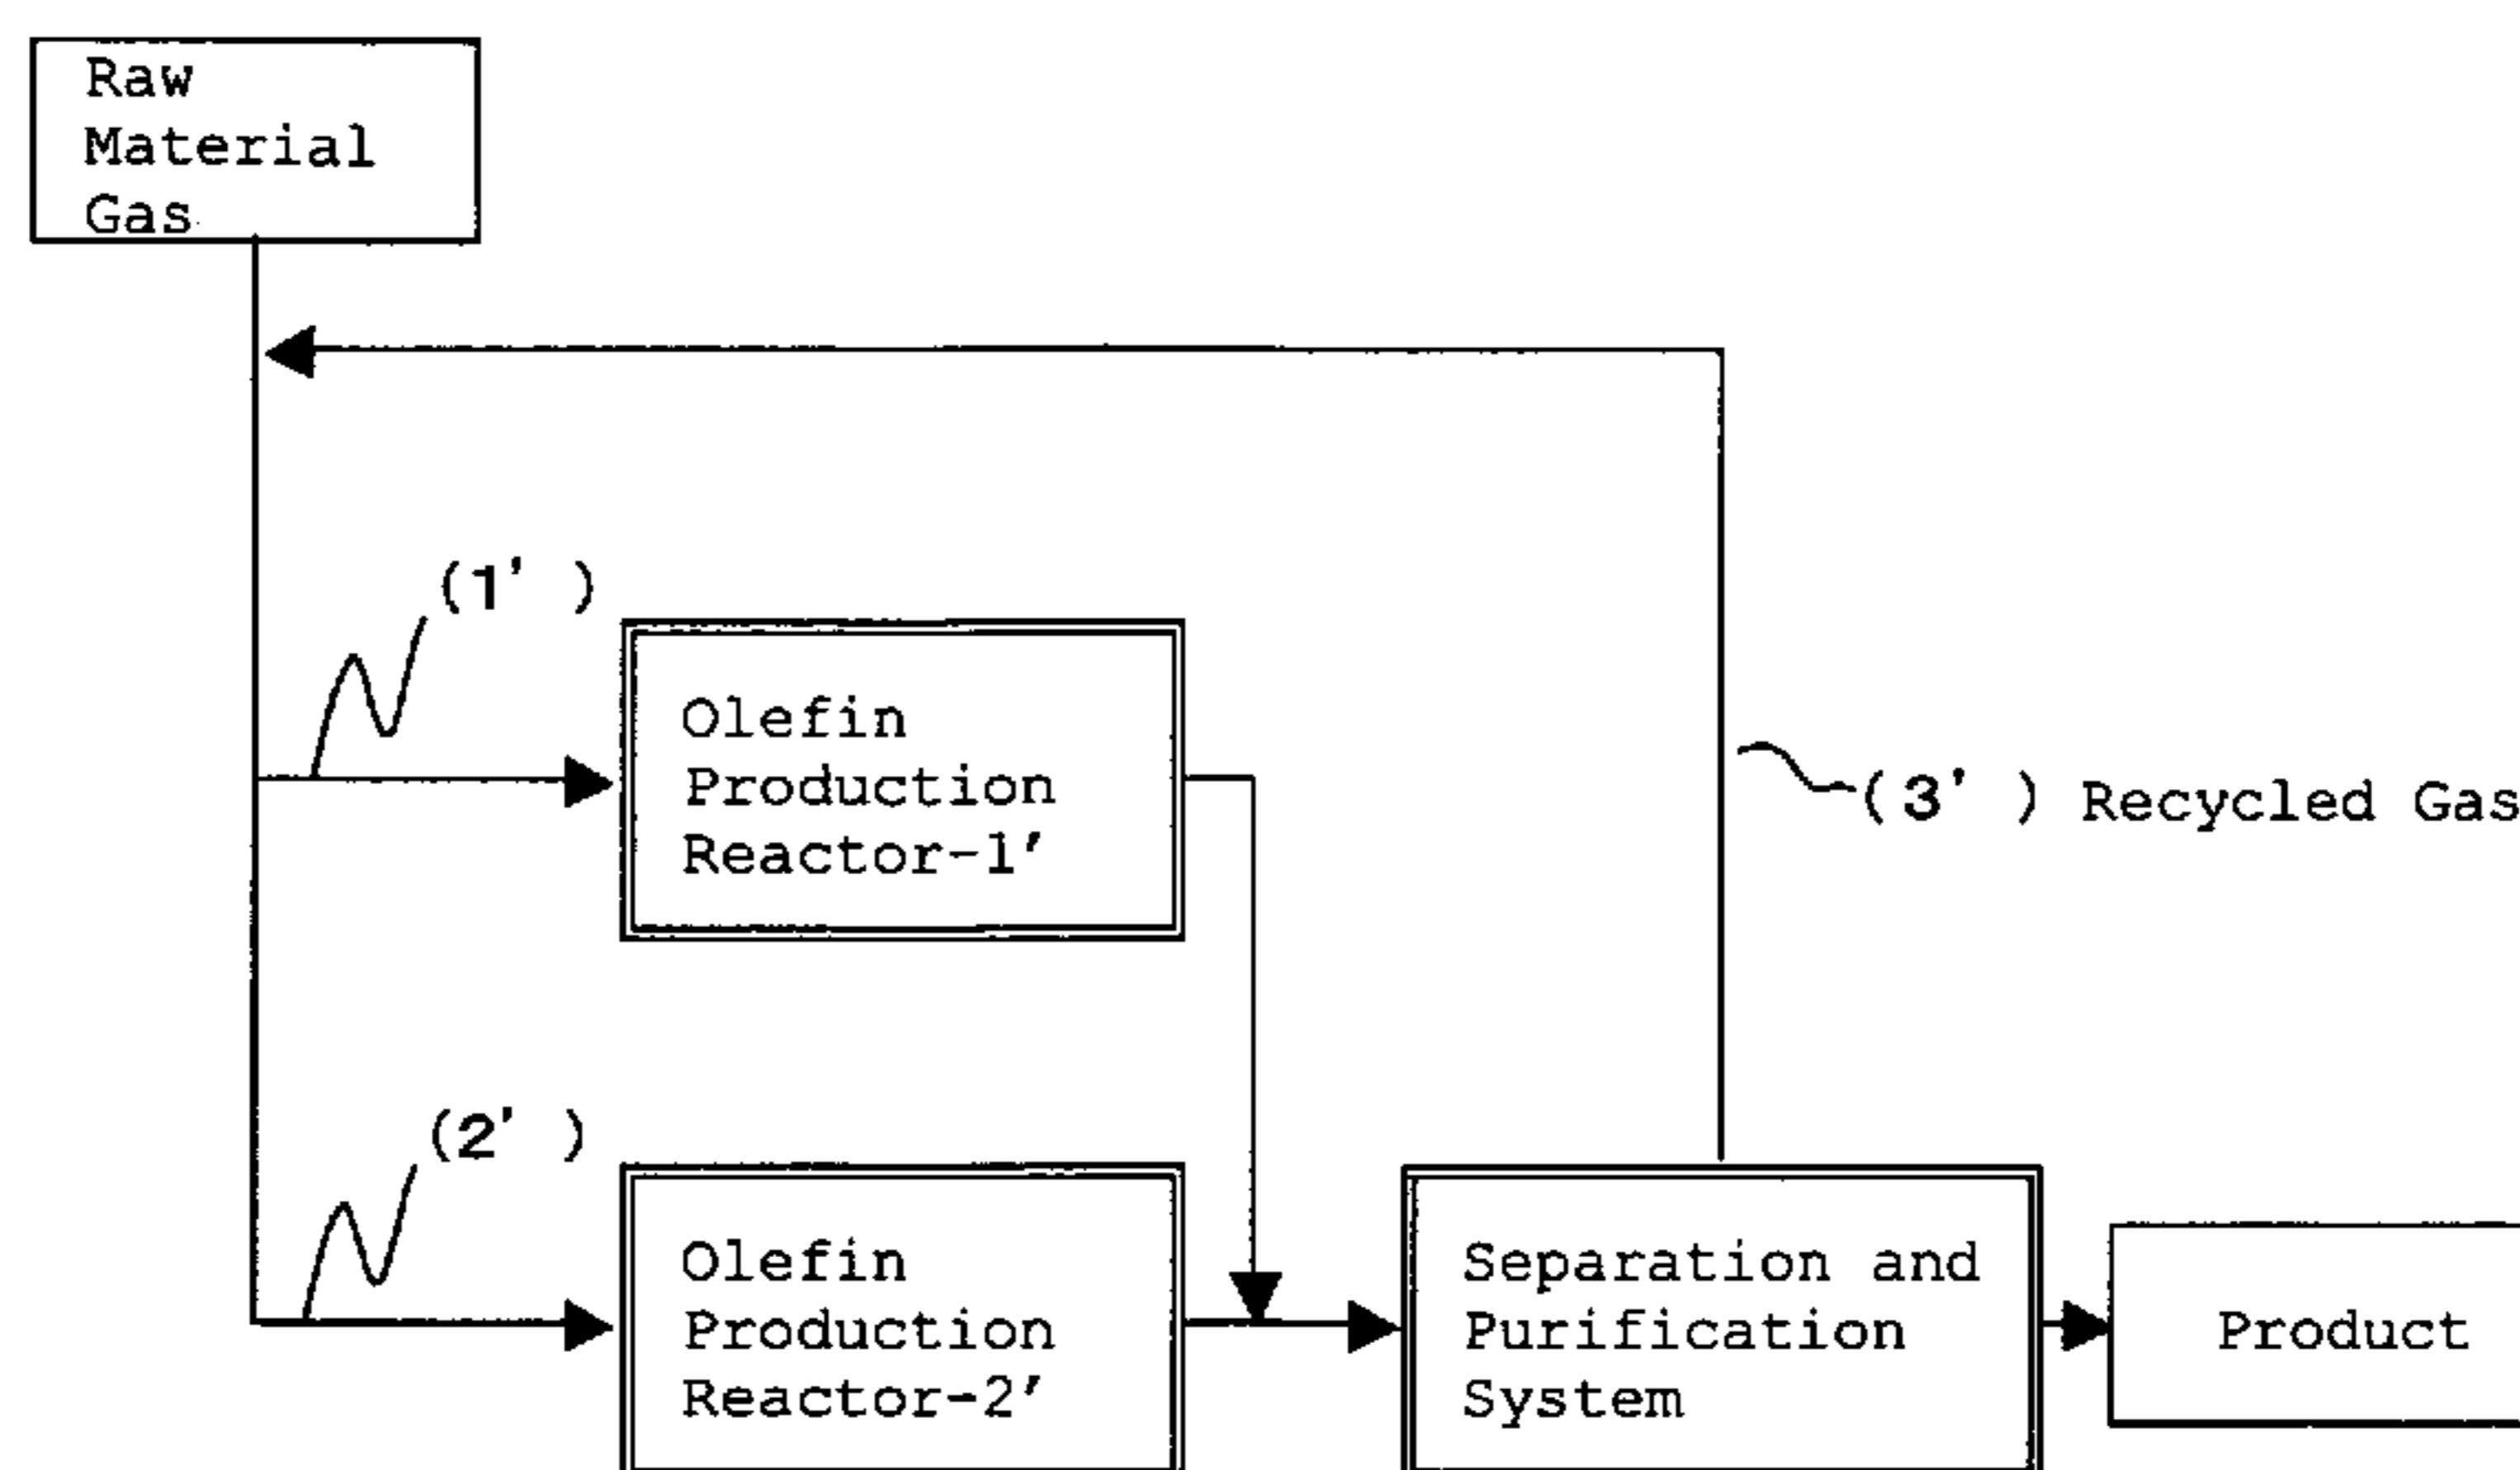 Raw
Material
Gas
(1' )
Olefin
Production
Reactor-1'
(3' ) Recycled Gas
(2' )
Olefin
Production
Reactor-2'
Separation and
Purification
System
Product